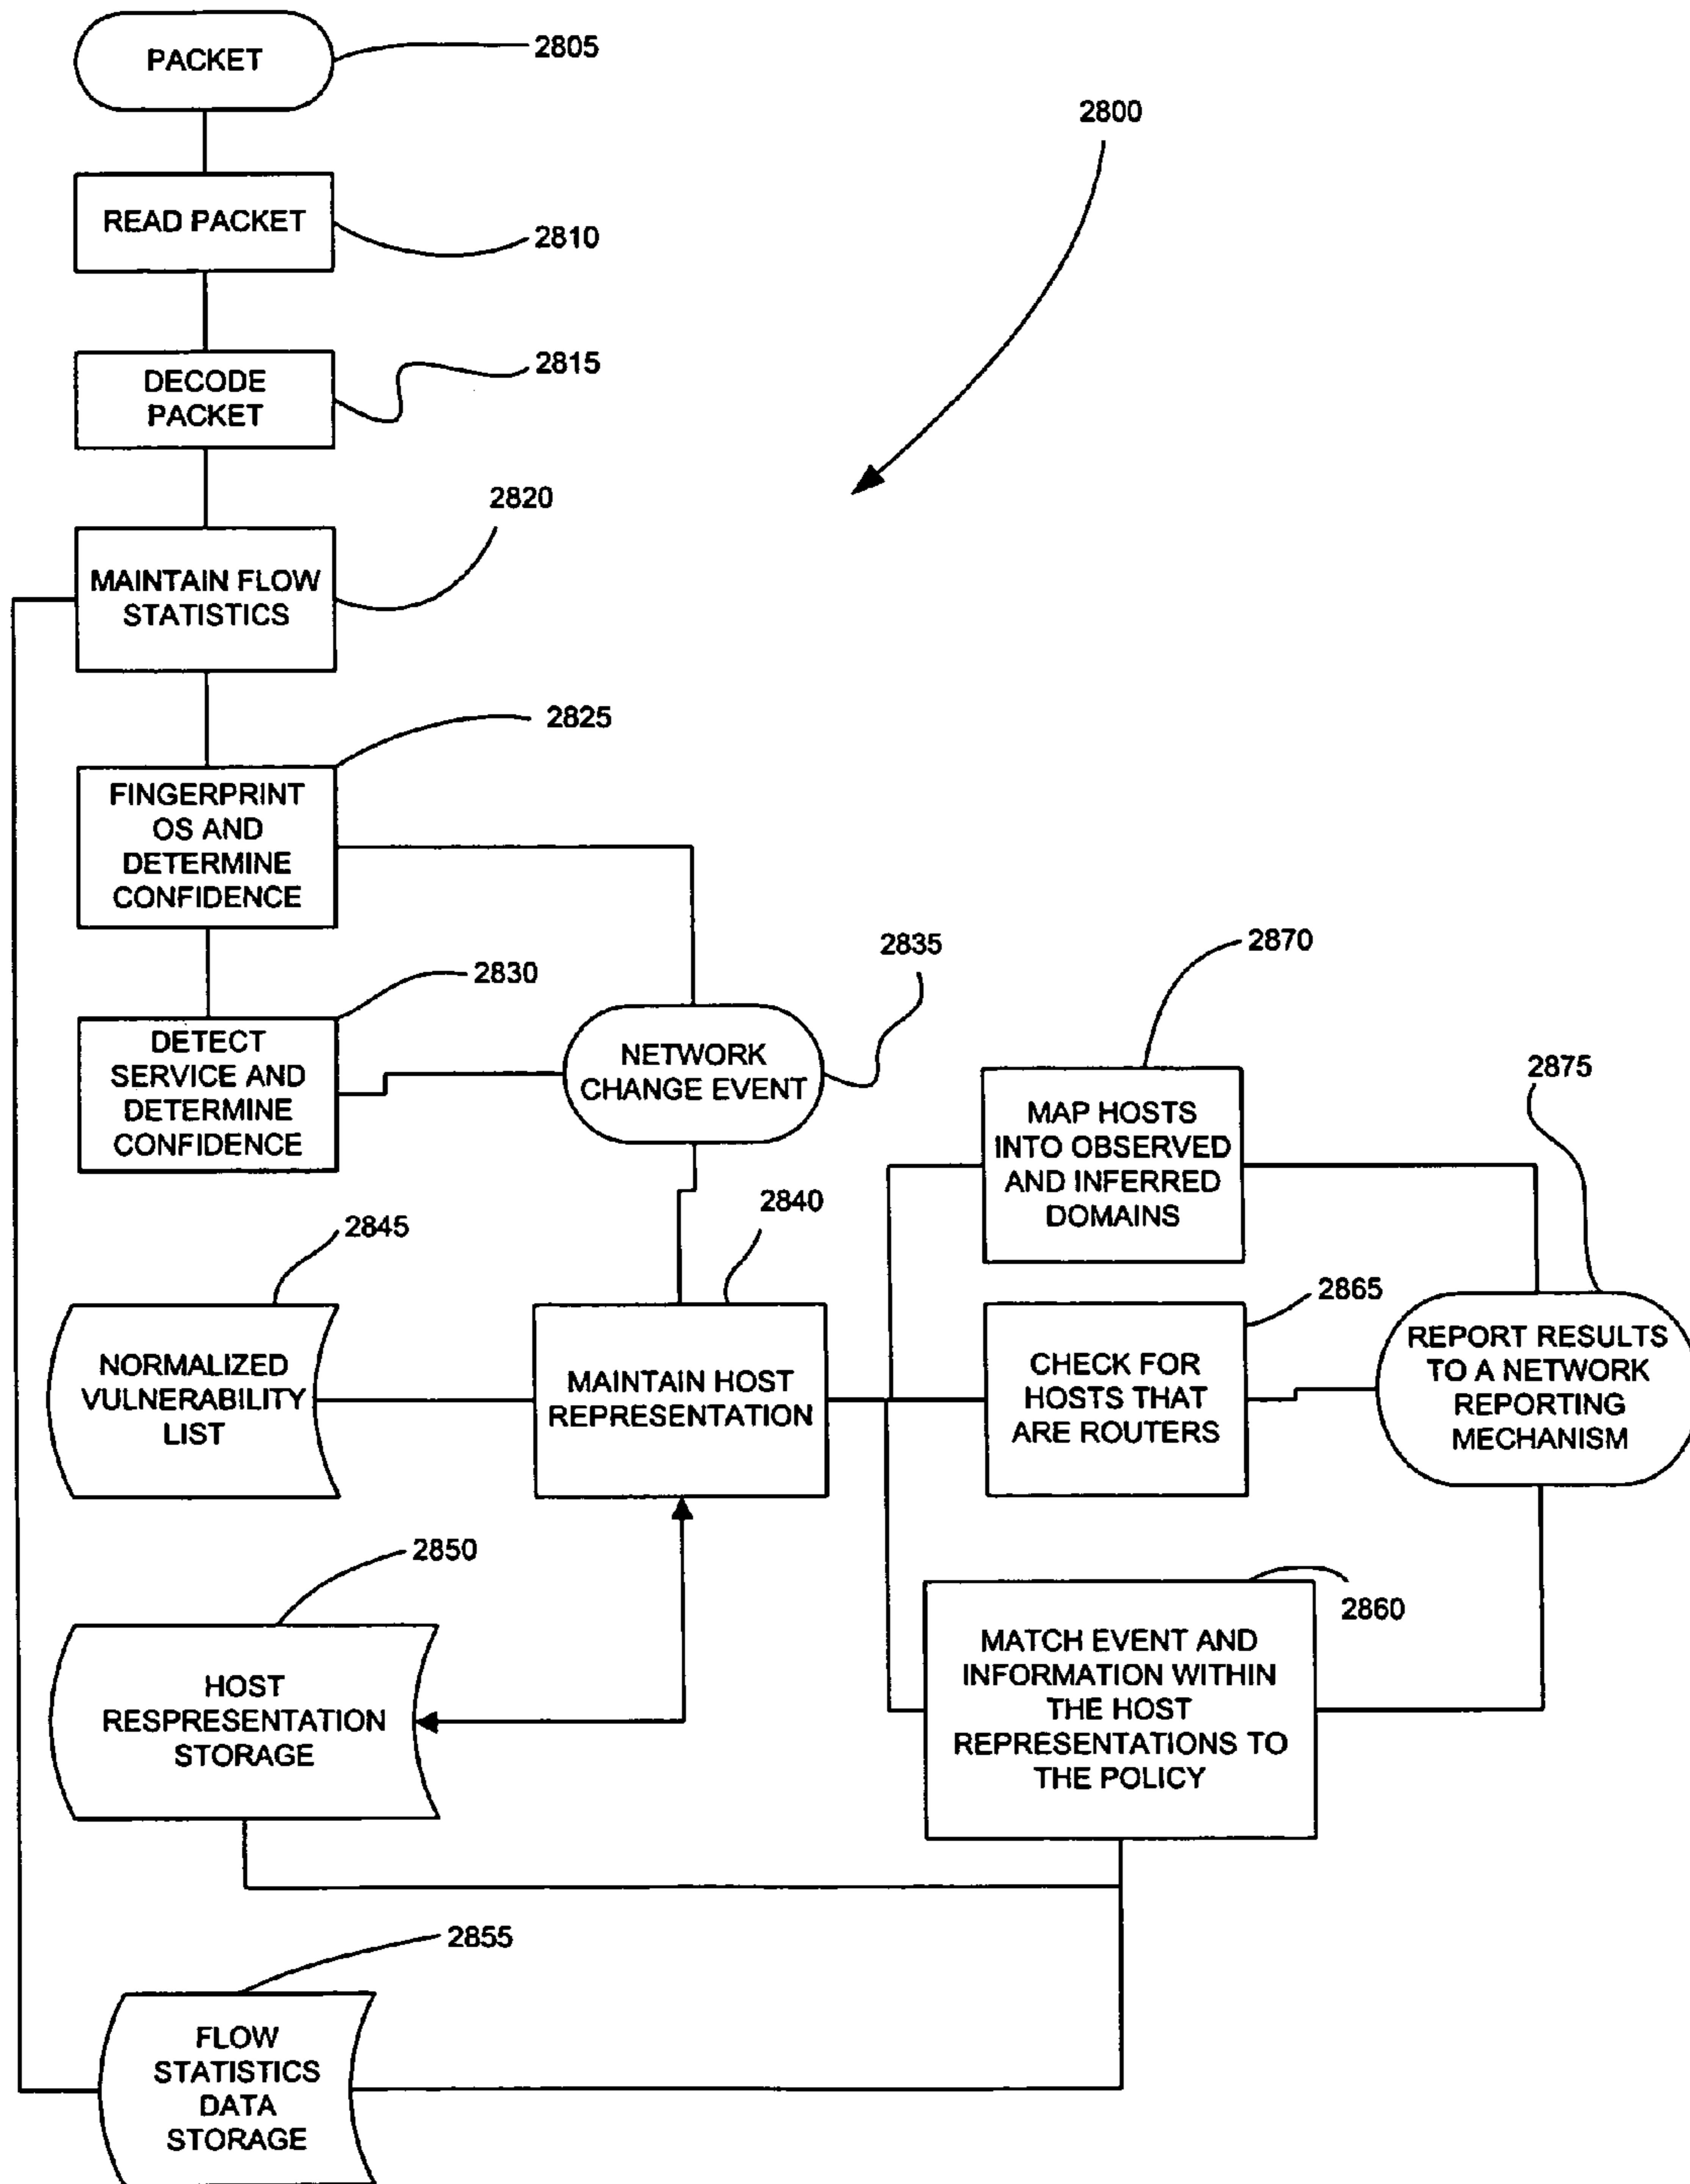 PACKET
2805
2800
READ PACKET
2810
DECODE
PACKET
2815
2820
MAINTAIN FLOW
STATISTICS
2825
FINGERPRINT
OS AND
DETERMINE
CONFIDENCE
2830
DETECT
SERVICE AND
DETERMINE
CONFIDENCE
2835
NETWORK
CHANGE EVENT
2870
MAP HOSTS
INTO OBSERVED
AND INFERRED
DOMAINS
2875
REPORT RESULTS
TO A NETWORK
REPORTING
MECHANISM
2845
NORMALIZED
VULNERABILITY
LIST
2840
MAINTAIN HOST
REPRESENTATION
2865
CHECK FOR
HOSTS THAT
ARE ROUTERS
2850
HOST
RESPRESENTATION
STORAGE
2860
MATCH EVENT AND
INFORMATION WITHIN
THE HOST
REPRESENTATIONS TO
THE POLICY
2855
FLOW
STATISTICS
DATA
STORAGE